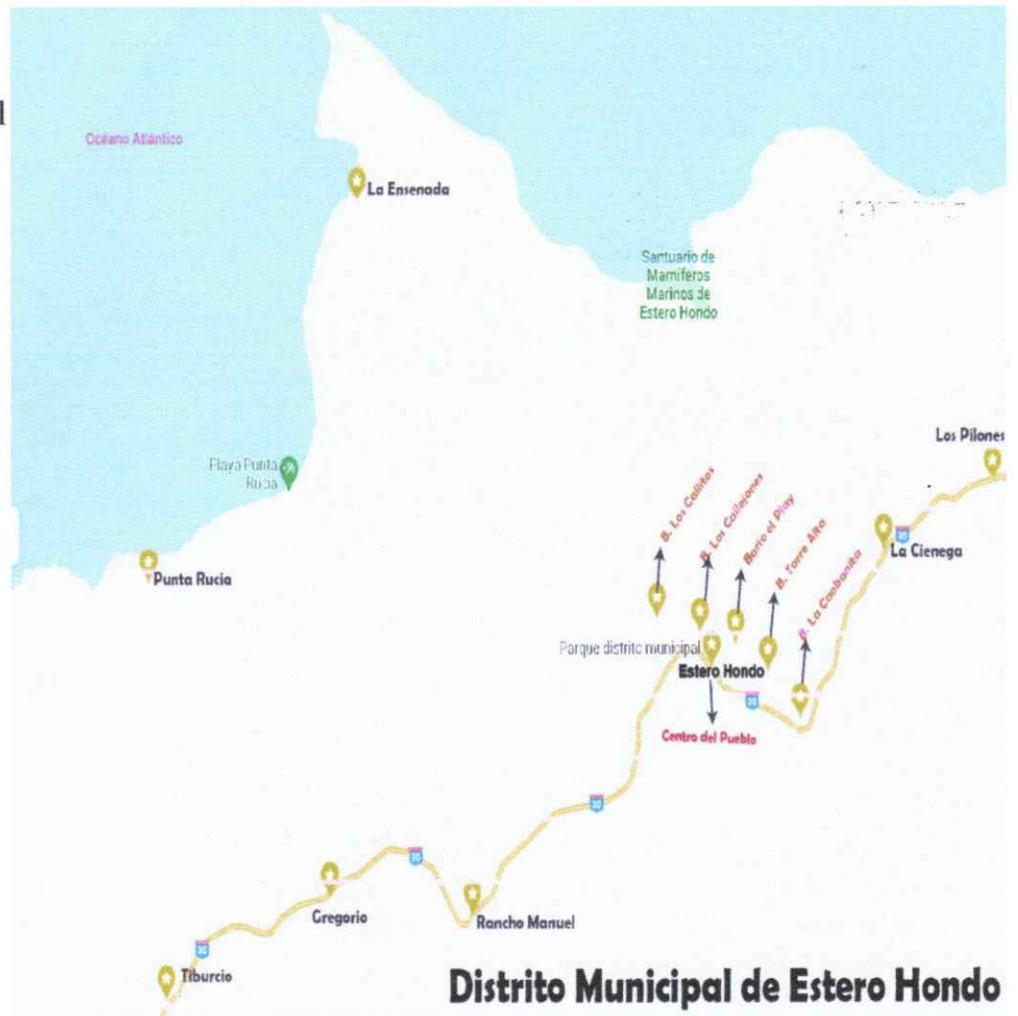 Océano Atlántico
La Ensenada
Santuario de
Mamíferos
Marinos de
Estero Hondo
Los Pilones
Playa Punta
Rucia
B. Los Callitos
B. Los Callejones
Barrio el Play
B. Torre Alta
B. La Caobanita
30
La Cienega
Punta Rucia
Parque distrito municipal
Estero Hondo
30
Centro del Pueblo
30
30
Gregorio
Rancho Manuel
30
Tiburcio
Distrito Municipal de Estero Hondo